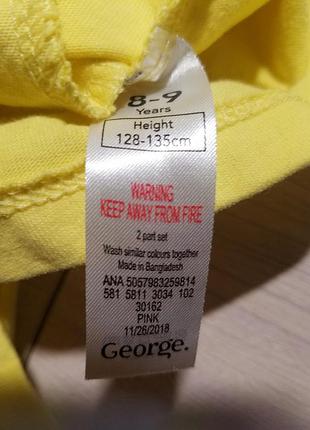 8-9
Years
Height
128-135cm
WARNING
KEEP AWAY FROM FIRE
2 part set
Wash similar colours together
Made in Bangladesh
ANA 5057983259814
581 5811 3034 102
30162
PINK
11/26/2018
George.